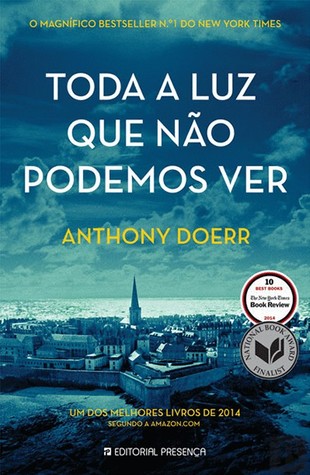 O MAGNÍFICO BESTSELLER N.º1 DO NEW YORK TIMES
TODA A LUZ
QUE NÃO
PODEMOS VER
ANTHONY DOERR
10
BEST BOOKS
The New York Times
Book Review
2014
NATIONAL BOOK AWARD
FINALIST
UM DOS MELHORES LIVROS DE 2014
SEGUNDO A AMAZON.COM
EDITORIAL PRESENÇA